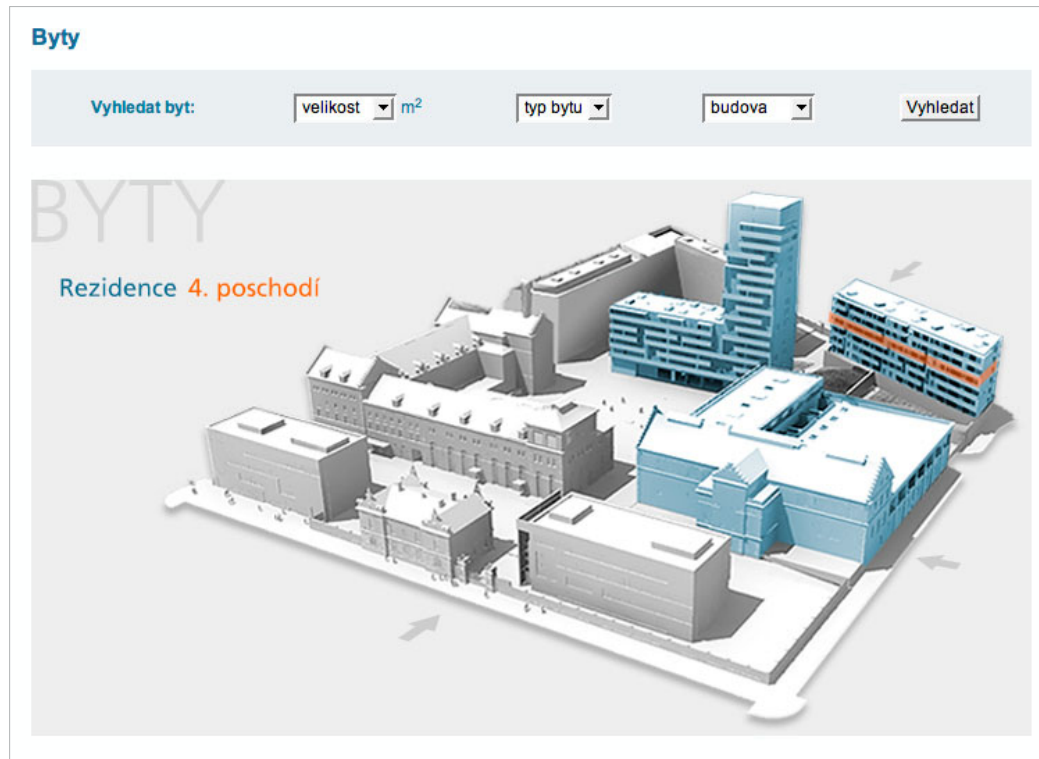 Byty
Vyhledat byt: velikost m² typ bytu budova Vyhledat
BYTY
Rezidence 4. poschodí